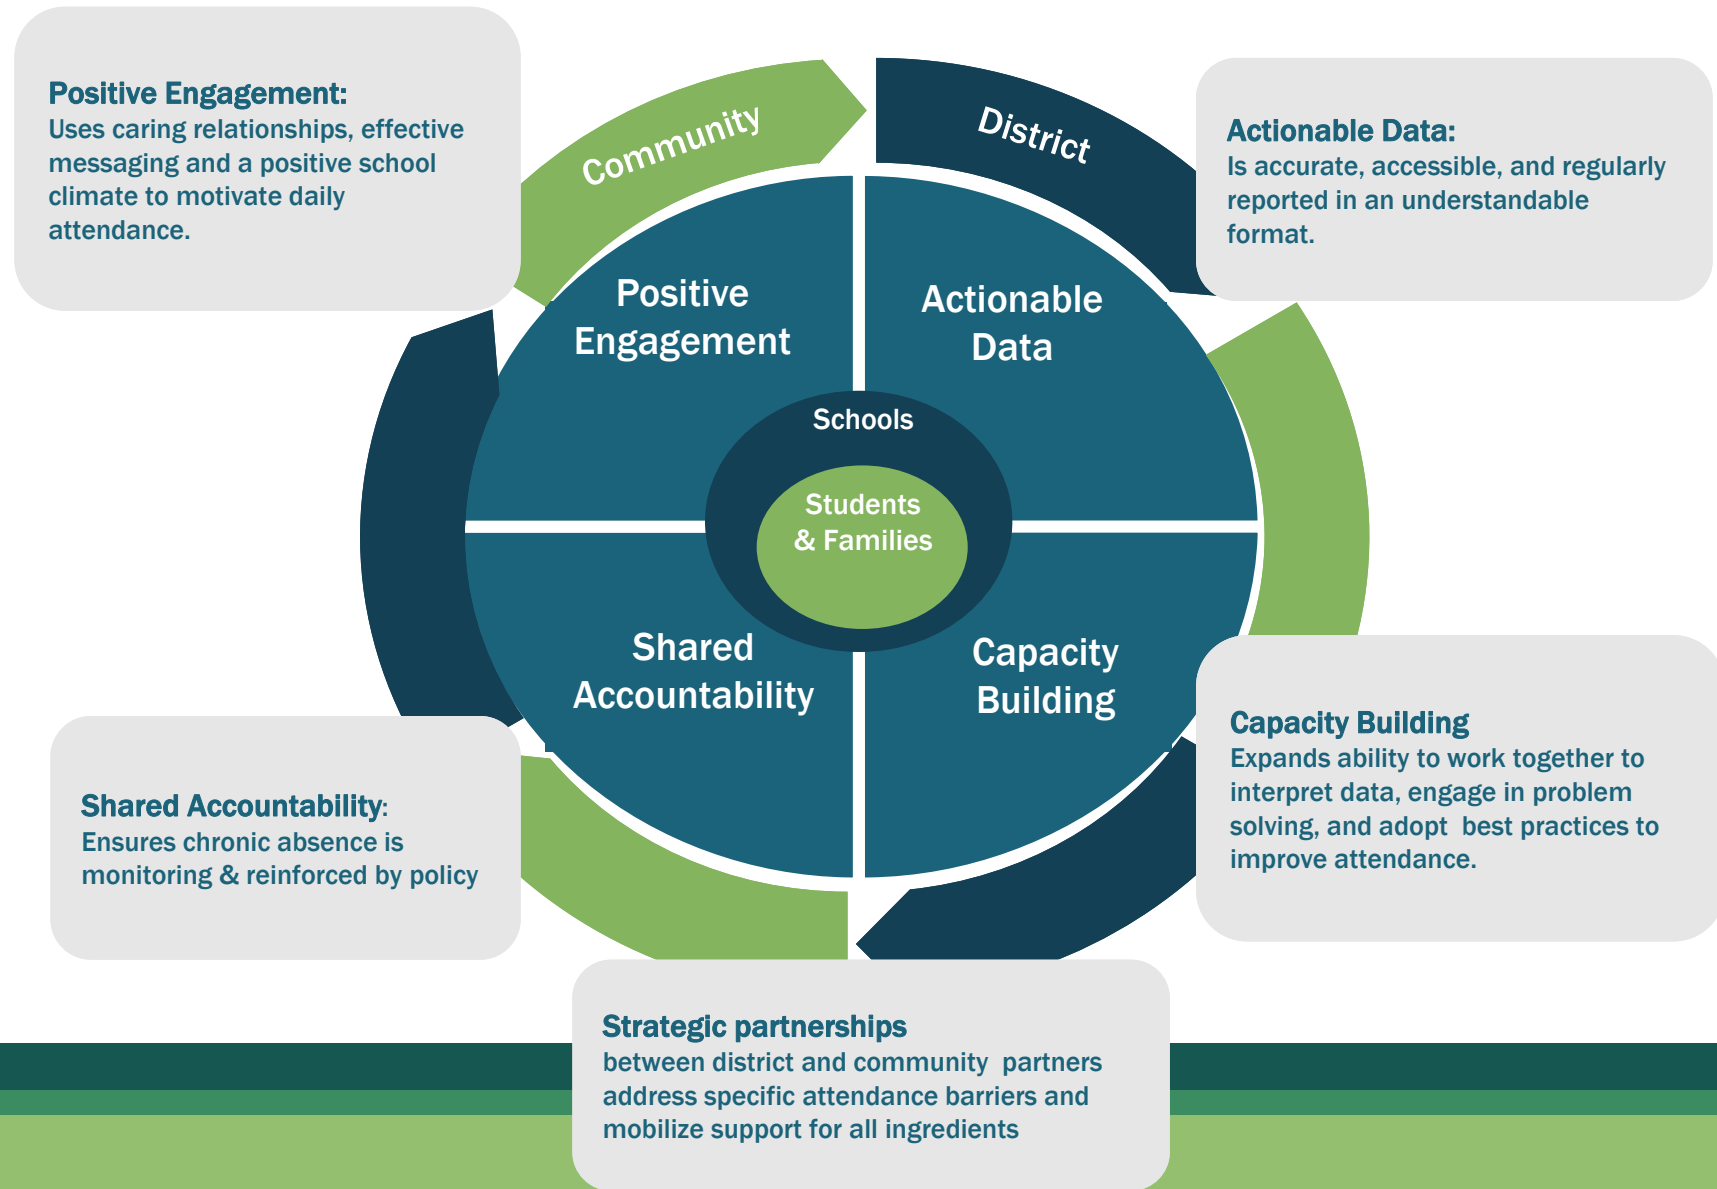 Positive Engagement:
Uses caring relationships, effective
messaging and a positive school
climate to motivate daily
attendance.
Community
District
Actionable Data:
Is accurate, accessible, and regularly
reported in an understandable
format.
Positive
Engagement
Actionable
Data
Schools
Students
& Families
Shared
Accountability
Capacity
Building
Shared Accountability:
Ensures chronic absence is
monitoring & reinforced by policy
Capacity Building
Expands ability to work together to
interpret data, engage in problem
solving, and adopt  best practices to
improve attendance.
Strategic partnerships
between district and community  partners
address specific attendance barriers and
mobilize support for all ingredients